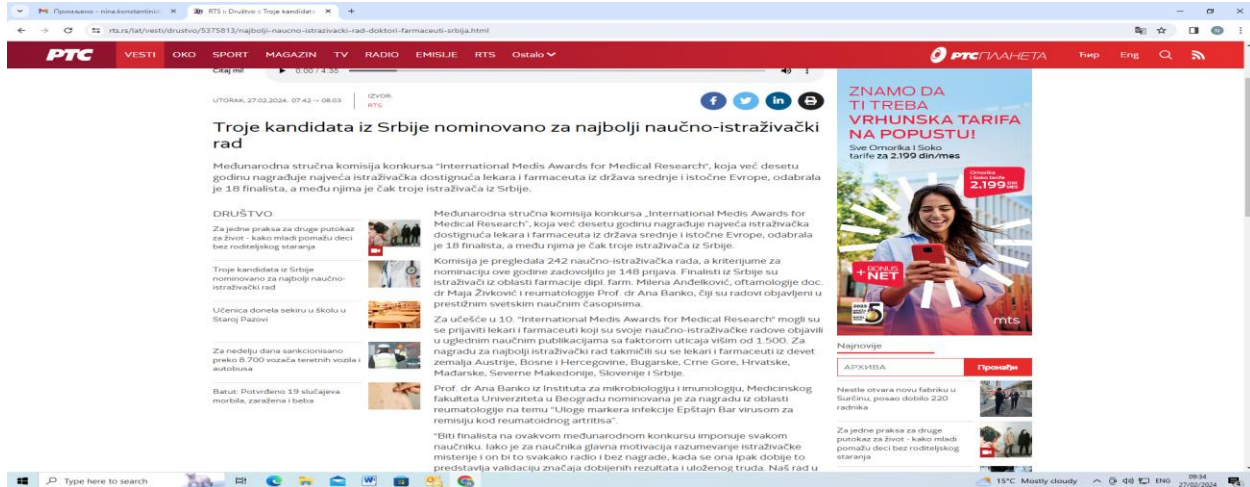 Примљено - nina.konstantinic
RTS :: Društvo :: Troje kandidat
rts.rs/lat/vesti/drustvo/5375813/najbolji-naucno-istrazivacki-rad-doktori-farmaceuti-srbija.html
РТС VESTI OKO SPORT MAGAZIN TV RADIO EMISIJE RTS Ostalo
РТС ПЛАНЕТА Ћир Eng
Čitaj mi!
0:00 / 4:35
UTORAK, 27.02.2024, 07:42 -> 08:03
IZVOR:
RTS
Troje kandidata iz Srbije nominovano za najbolji naučno-istraživački
rad
Međunarodna stručna komisija konkursa "International Medis Awards for Medical Research", koja već desetu
godinu nagrađuje najveća istraživačka dostignuća lekara i farmaceuta iz država srednje i istočne Evrope, odabrala
je 18 finalista, a među njima je čak troje istraživača iz Srbije.
DRUŠTVO
Za jedne praksa za druge putokaz
za život - kako mladi pomažu deci
bez roditeljskog staranja
Troje kandidata iz Srbije
nominovano za najbolji naučno-
istraživački rad
Učenica donela sekiru u školu u
Staroj Pazovi
Za nedelju dana sankcionisano
preko 8.700 vozača teretnih vozila i
autobusa
Batut: Potvrđeno 19 slučajeva
morbila, zaražena i beba
Međunarodna stručna komisija konkursa „International Medis Awards for
Medical Research", koja već desetu godinu nagrađuje najveća istraživačka
dostignuća lekara i farmaceuta iz država srednje i istočne Evrope, odabrala
je 18 finalista, a među njima je čak troje istraživača iz Srbije.
Komisija je pregledala 242 naučno-istraživačka rada, a kriterijume za
nominaciju ove godine zadovoljilo je 148 prijava. Finalisti iz Srbije su
istraživači iz oblasti farmacije dipl. farm. Milena Anđelković, oftamologije doc.
dr Maja Živković i reumatologije Prof. dr Ana Banko, čiji su radovi objavljeni u
prestižnim svetskim naučnim časopisima.
Za učešće u 10. "International Medis Awards for Medical Research" mogli su
se prijaviti lekari i farmaceuti koji su svoje naučno-istraživačke radove objavili
u uglednim naučnim publikacijama sa faktorom uticaja višim od 1.500. Za
nagradu za najbolji istraživački rad takmičili su se lekari i farmaceuti iz devet
zemalja Austrije, Bosne i Hercegovine, Bugarske, Crne Gore, Hrvatske,
Mađarske, Severne Makedonije, Slovenije i Srbije.
Prof. dr Ana Banko iz Instituta za mikrobiologiju i imunologiju, Medicinskog
fakulteta Univerziteta u Beogradu nominovana je za nagradu iz oblasti
reumatologije na temu "Uloge markera infekcije Epštajn Bar virusom za
remisiju kod reumatoidnog artritisa".
"Biti finalista na ovakvom međunarodnom konkursu imponuje svakom
naučniku. Iako je za naučnika glavna motivacija razumevanje istraživačke
misterije i on bi to svakako radio i bez nagrade, kada se ona ipak dobije to
predstavlja validaciju značaja dobijenih rezultata i uloženog truda. Naš rad u
ZNAMO DA
TI TREBA
VRHUNSKA TARIFA
NA POPUSTU!
Sve Omorika i Soko
tarife za 2.199 din/mes
Omorika
i Soko tarife
2.199 DIN
MES
+ BONUS
NET
mts
Najnovije
АРХИВА
Пронађи
Nestle otvara novu fabriku u
Surčinu, posao dobilo 220
radnika
Za jedne praksa za druge
putokaz za život - kako mladi
pomažu deci bez roditeljskog
staranja
Type here to search
15°C Mostly cloudy
ENG
09:34
27/02/2024